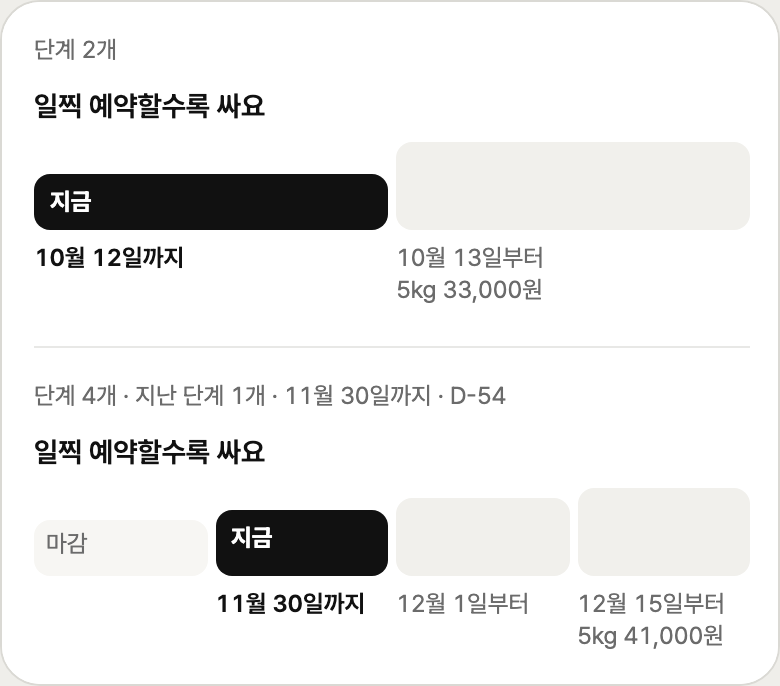 단계 2개
일찍 예약할수록 싸요
지금
10월 12일까지
10월 13일부터
5kg 33,000원
단계 4개 · 지난 단계 1개 · 11월 30일까지 · D-54
일찍 예약할수록 싸요
마감
지금
11월 30일까지
12월 1일부터
12월 15일부터
5kg 41,000원